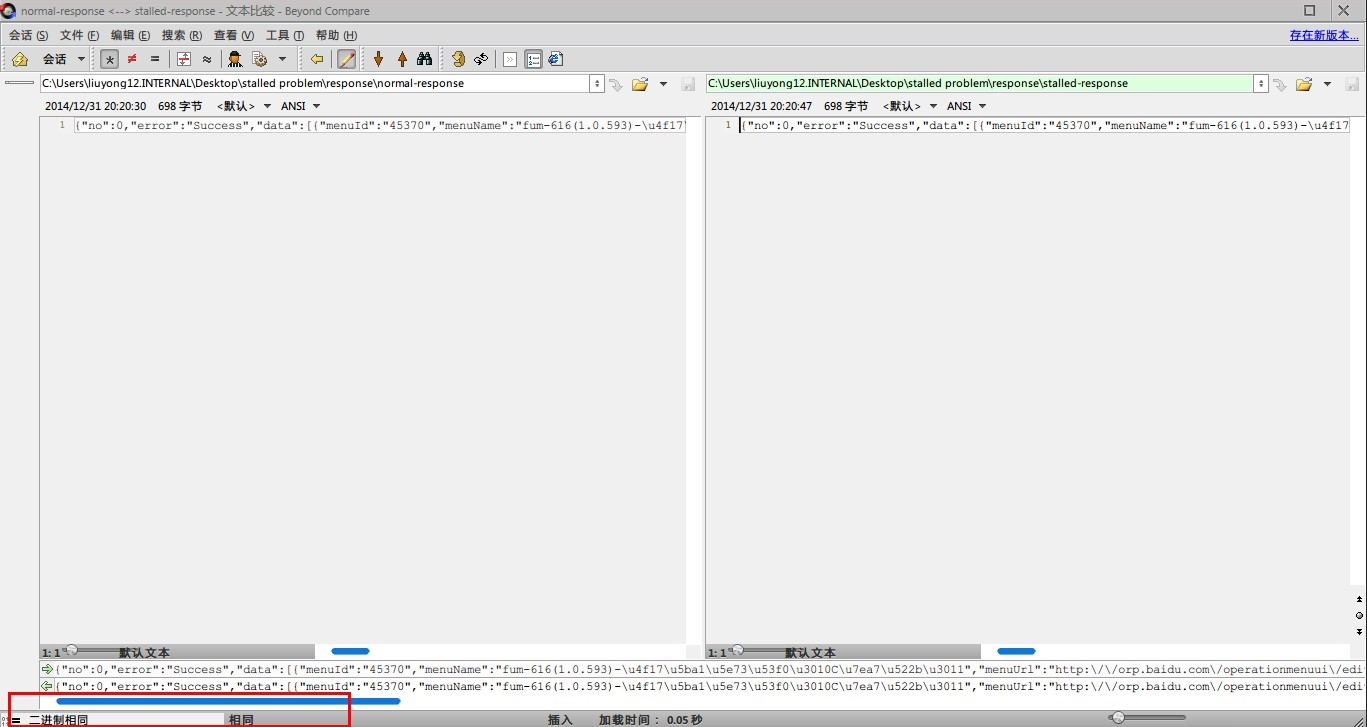 normal-response <--> stalled-response - 文本比较 - Beyond Compare
会话 (S) 文件 (F) 编辑 (E) 搜索 (R) 查看 (V) 工具 (T) 帮助 (H) 存在新版本...
会话
C:\Users\liuyong12.INTERNAL\Desktop\stalled problem\response\normal-response C:\Users\liuyong12.INTERNAL\Desktop\stalled problem\response\stalled-response
2014/12/31 20:20:30 698 字节 <默认> ANSI 2014/12/31 20:20:47 698 字节 <默认> ANSI
1 {"no":0,"error":"Success","data":[{"menuId":"45370","menuName":"fum-616(1.0.593)-\u4f17\ 1 {"no":0,"error":"Success","data":[{"menuId":"45370","menuName":"fum-616(1.0.593)-\u4f17
1: 1 默认文本 1: 1 默认文本
{"no":0,"error":"Success","data":[{"menuId":"45370","menuName":"fum-616(1.0.593)-\u4f17\u5ba1\u5e73\u53f0\u3010C\u7ea7\u522b\u3011","menuUrl":"http:\/\/orp.baidu.com\/operationmenuui\/edi
{"no":0,"error":"Success","data":[{"menuId":"45370","menuName":"fum-616(1.0.593)-\u4f17\u5ba1\u5e73\u53f0\u3010C\u7ea7\u522b\u3011","menuUrl":"http:\/\/orp.baidu.com\/operationmenuui\/edi
= 二进制相同 相同 插入 加载时间： 0.05 秒